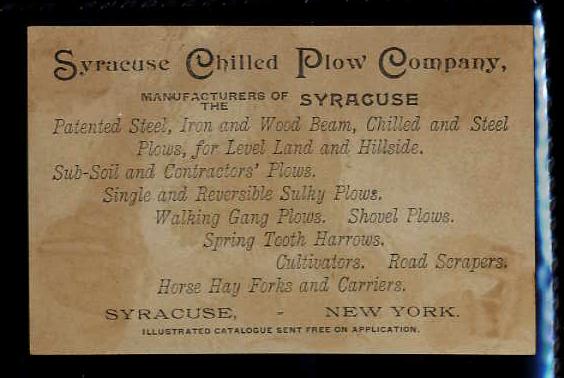 Syracuse Chilled Plow Company,
MANUFACTURERS OF THE SYRACUSE
Patented Steel, Iron and Wood Beam, Chilled and Steel
Plows, for Level Land and Hillside.
Sub-Soil and Contractors' Plows.
Single and Reversible Sulky Plows.
Walking Gang Plows. Shovel Plows.
Spring Tooth Harrows.
Cultivators. Road Scrapers.
Horse Hay Forks and Carriers.
SYRACUSE, - NEW YORK.
ILLUSTRATED CATALOGUE SENT FREE ON APPLICATION.